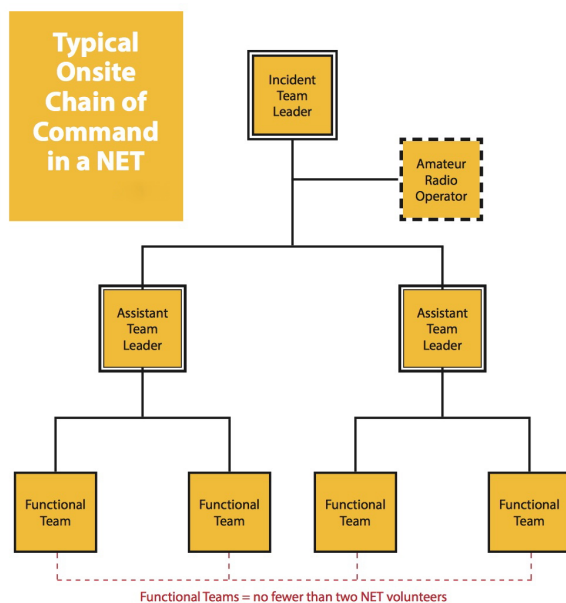 Typical
Onsite
Chain of
Command
in a NET
Incident
Team
Leader
Amateur
Radio
Operator
Assistant
Team
Leader
Assistant
Team
Leader
Functional
Team
Functional
Team
Functional
Team
Functional
Team
Functional Teams = no fewer than two NET volunteers